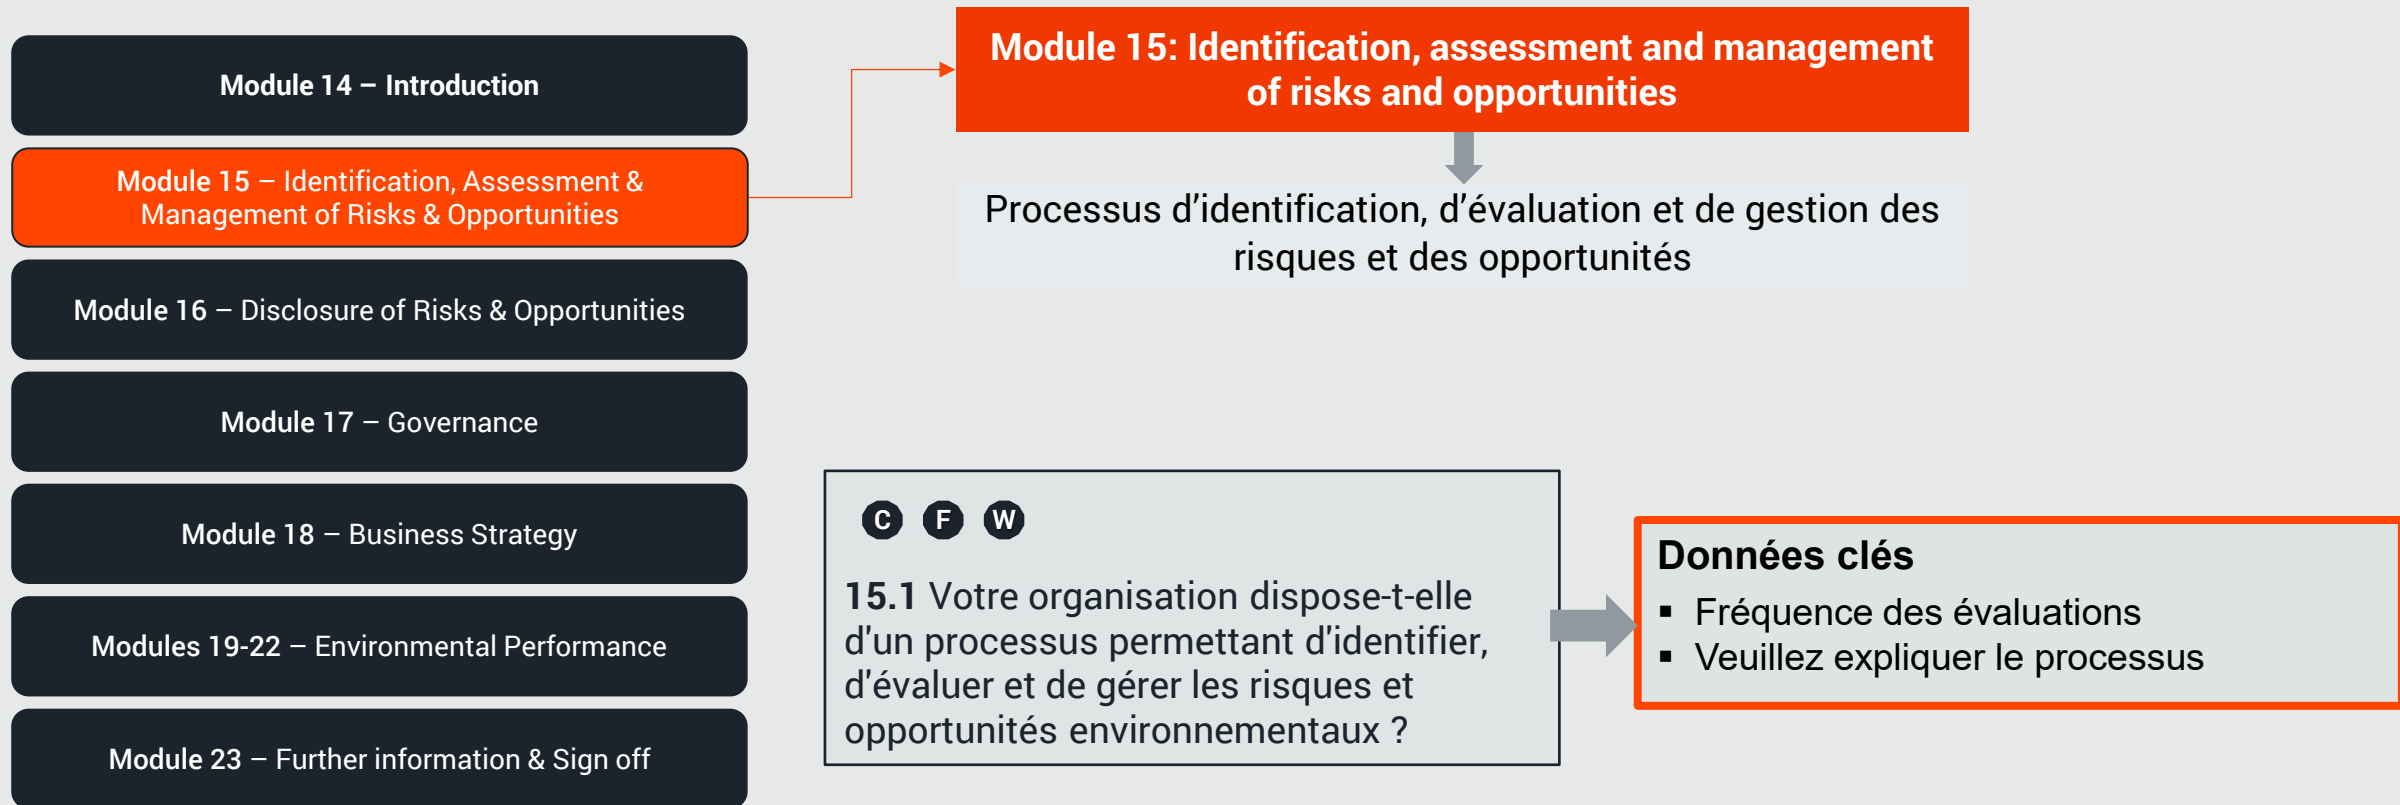 Module 14 – Introduction
Module 15 – Identification, Assessment &
Management of Risks & Opportunities
Module 16 – Disclosure of Risks & Opportunities
Module 17 – Governance
Module 18 – Business Strategy
Modules 19-22 – Environmental Performance
Module 23 – Further information & Sign off
Module 15: Identification, assessment and management
of risks and opportunities
Processus d’identification, d’évaluation et de gestion des
risques et des opportunités
C F W
15.1 Votre organisation dispose-t-elle
d'un processus permettant d'identifier,
d'évaluer et de gérer les risques et
opportunités environnementaux ?
Données clés
▪ Fréquence des évaluations
▪ Veuillez expliquer le processus